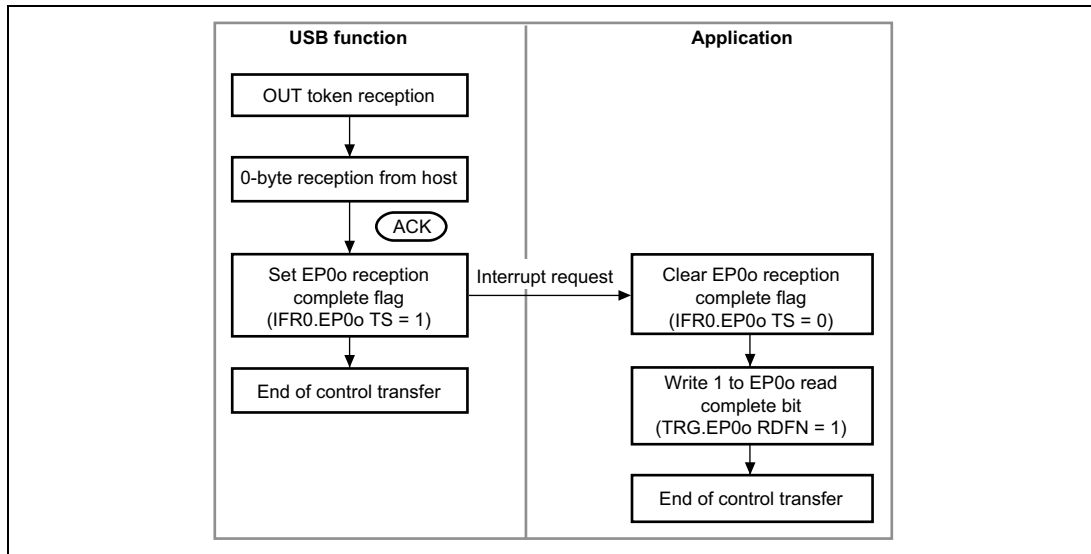 USB function
Application
OUT token reception
0-byte reception from host
ACK
Set EP0o reception
complete flag
(IFR0.EP0o TS = 1)
Interrupt request
Clear EP0o reception
complete flag
(IFR0.EP0o TS = 0)
End of control transfer
Write 1 to EP0o read
complete bit
(TRG.EP0o RDFN = 1)
End of control transfer